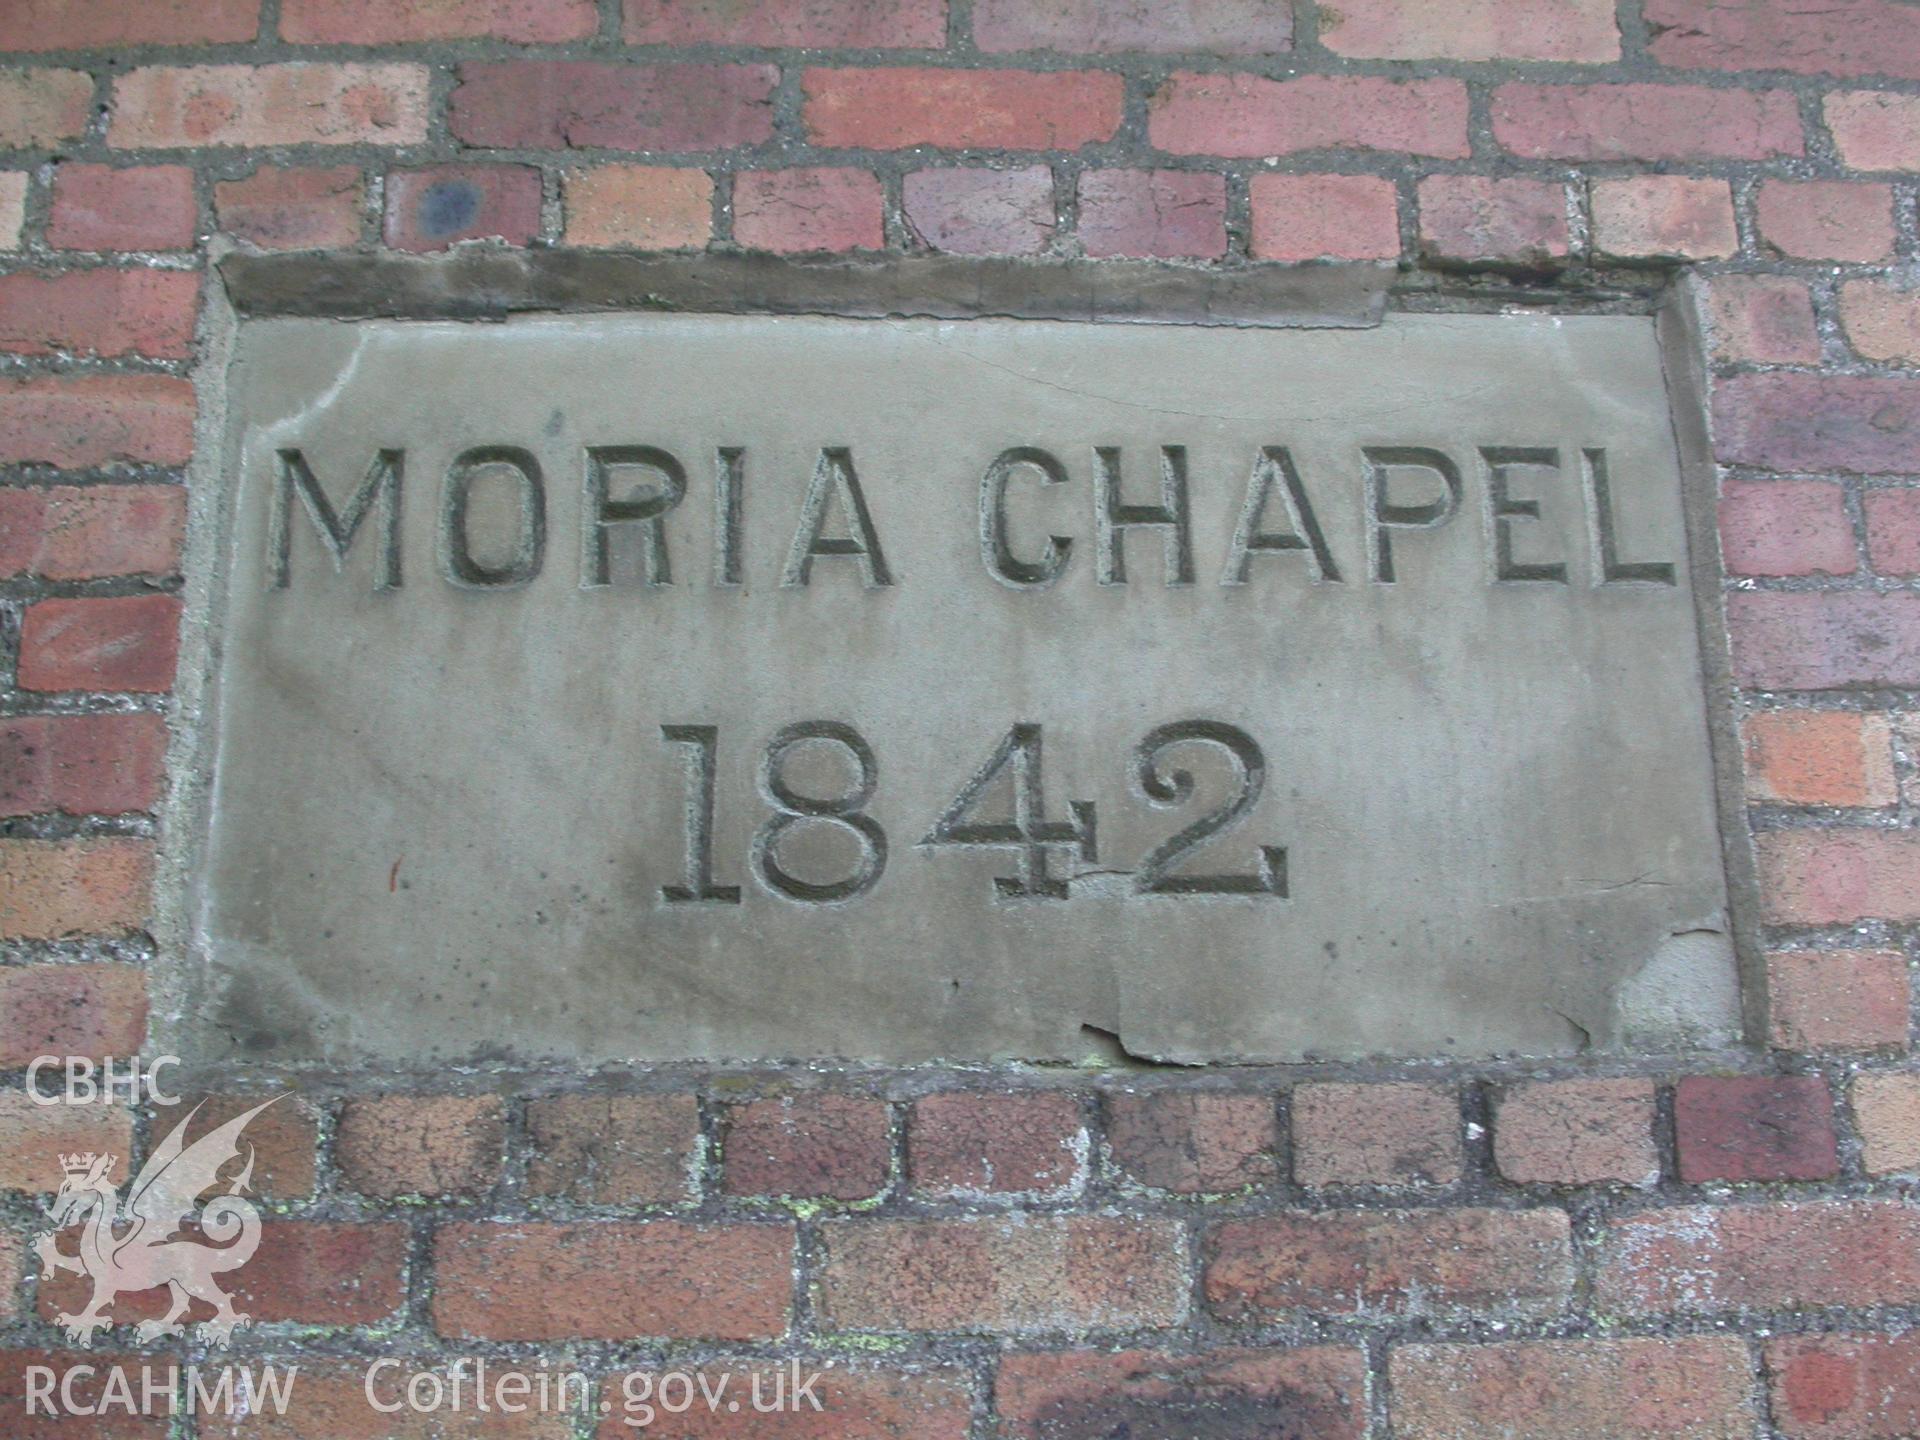 MORIA CHAPEL
1842
CBHC
RCAHMW Coflein.gov.uk